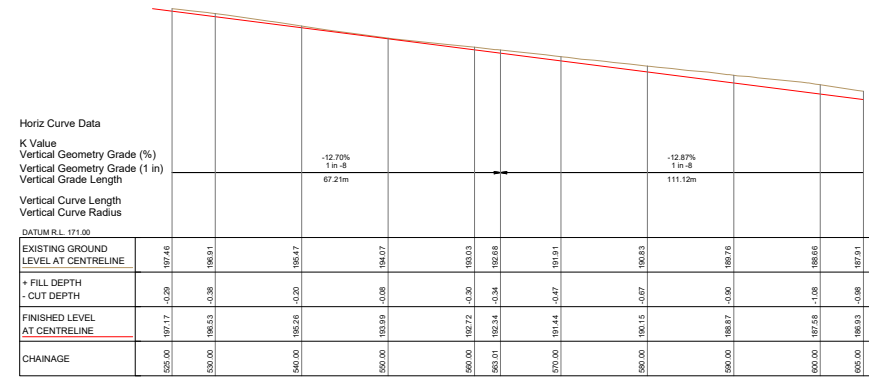 Horiz Curve Data
K Value
Vertical Geometry Grade (%)
Vertical Geometry Grade (1 in)
Vertical Grade Length
-12.70%
1 in -8
67.21m
-12.87%
1 in -8
111.12m
Vertical Curve Length
Vertical Curve Radius
DATUM R.L. 171.00
EXISTING GROUND
LEVEL AT CENTRELINE
197.46 196.91 195.47 194.07 193.03 192.68 191.91 190.83 189.76 188.66 187.91
+ FILL DEPTH
- CUT DEPTH
-0.29 -0.38 -0.20 -0.08 -0.30 -0.34 -0.47 -0.67 -0.90 -1.08 -0.98
FINISHED LEVEL
AT CENTRELINE
197.17 196.53 195.26 193.99 192.72 192.34 191.44 190.15 188.87 187.58 186.93
CHAINAGE
525.00 530.00 540.00 550.00 560.00 563.01 570.00 580.00 590.00 600.00 605.00